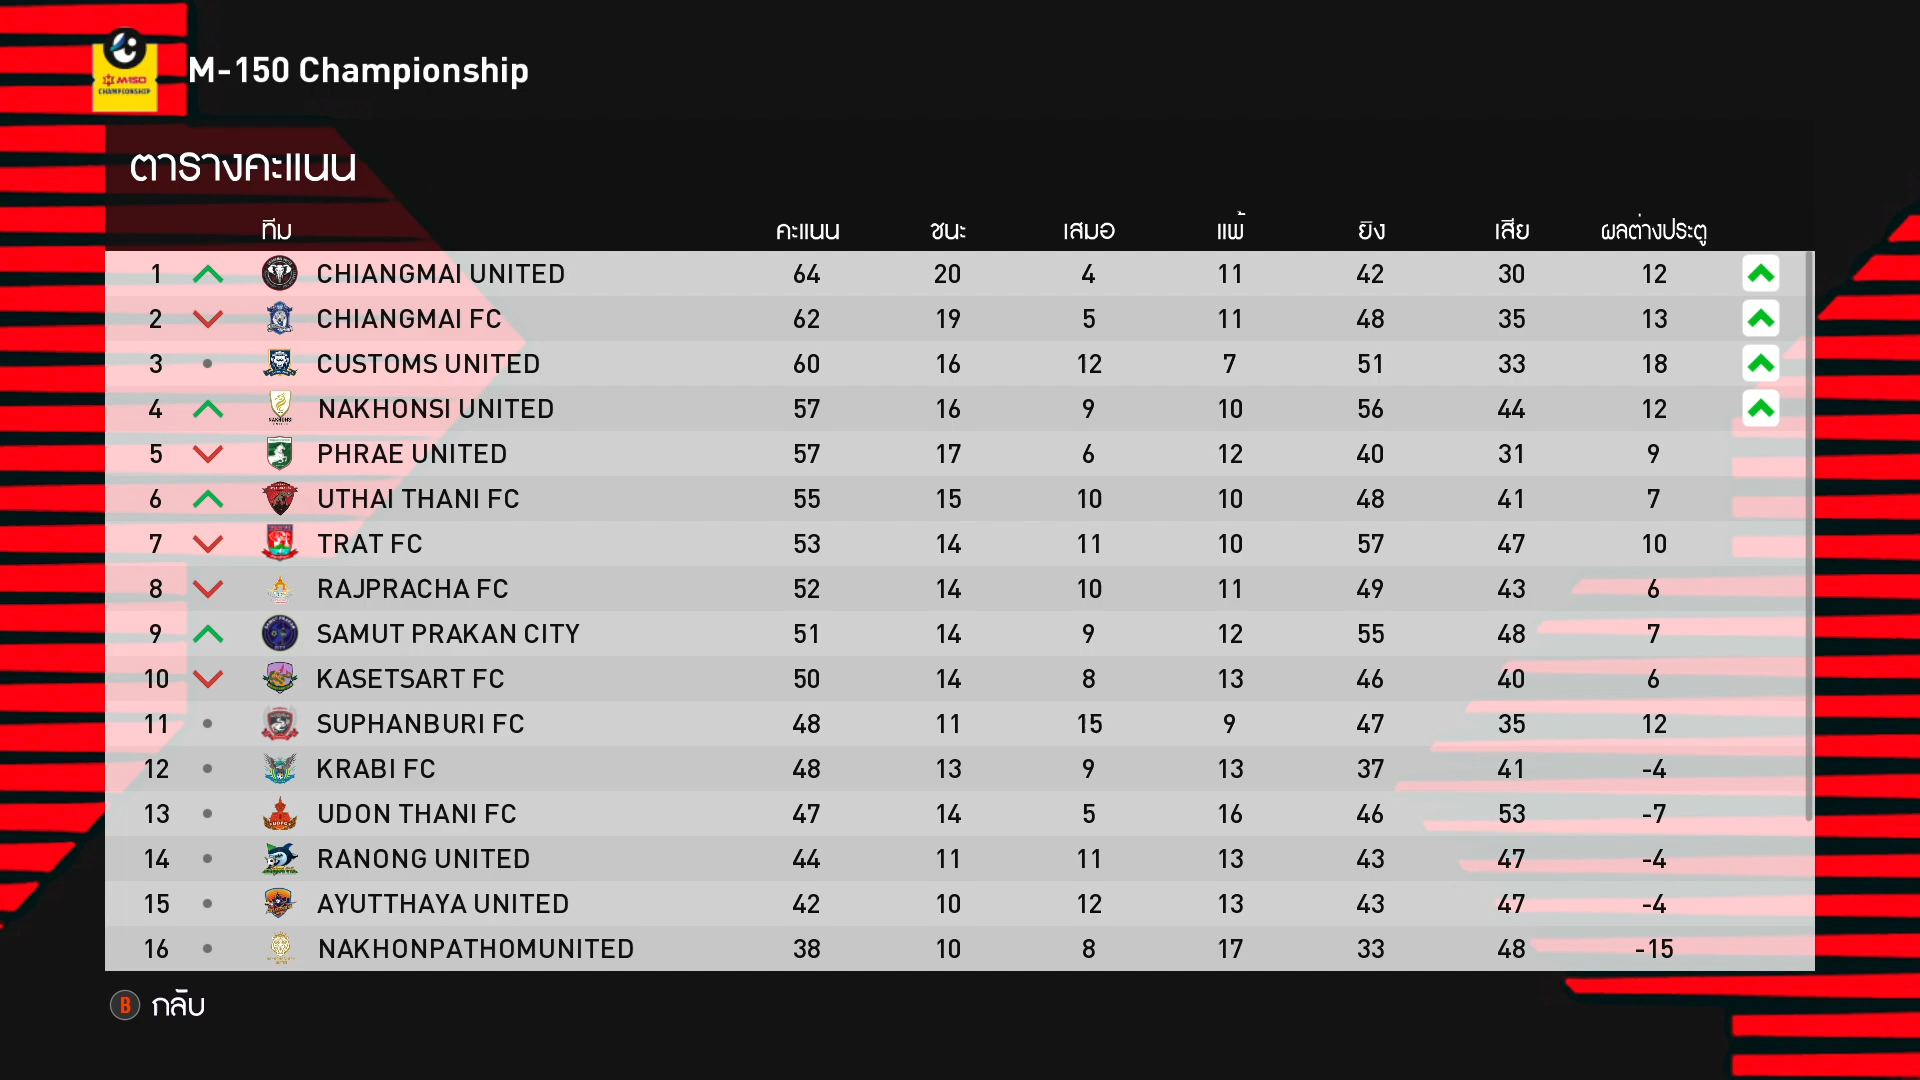 M-150 CHAMPIONSHIP
M-150 Championship
ตารางคะแนน
ทีม คะแนน ชนะ เสมอ แพ้ ยิง เสีย ผลต่างประตู
1 CHIANGMAI UNITED 64 20 4 11 42 30 12
2 CHIANGMAI FC 62 19 5 11 48 35 13
3 CUSTOMS UNITED 60 16 12 7 51 33 18
4 NAKHONSI UNITED 57 16 9 10 56 44 12
5 PHRAE UNITED 57 17 6 12 40 31 9
6 UTHAI THANI FC 55 15 10 10 48 41 7
7 TRAT FC 53 14 11 10 57 47 10
8 RAJPRACHA FC 52 14 10 11 49 43 6
9 SAMUT PRAKAN CITY 51 14 9 12 55 48 7
10 KASETSART FC 50 14 8 13 46 40 6
11 SUPHANBURI FC 48 11 15 9 47 35 12
12 KRABI FC 48 13 9 13 37 41 -4
13 UDON THANI FC 47 14 5 16 46 53 -7
14 RANONG UNITED 44 11 11 13 43 47 -4
15 AYUTTHAYA UNITED 42 10 12 13 43 47 -4
16 NAKHONPATHOMUNITED 38 10 8 17 33 48 -15
B กลับ